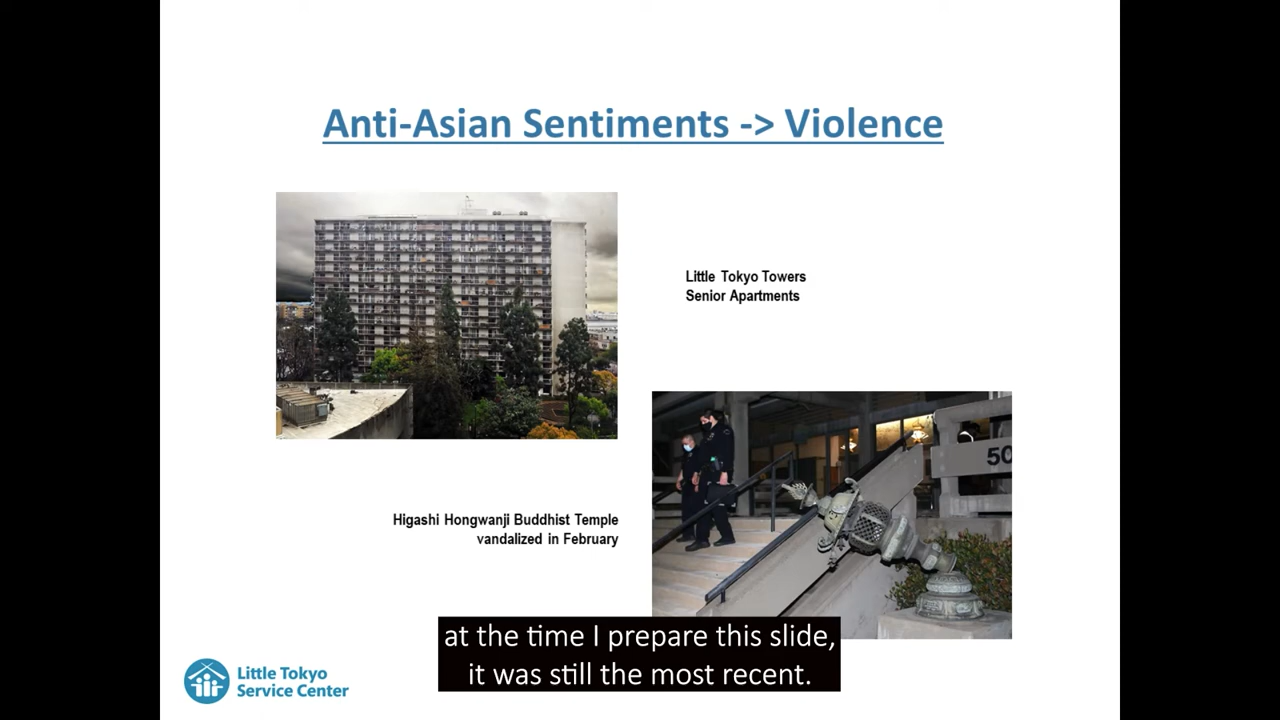 Anti-Asian Sentiments -> Violence
Little Tokyo Towers
Senior Apartments
50
Higashi Hongwanji Buddhist Temple
vandalized in February
at the time I prepare this slide,
it was still the most recent.
Little Tokyo
Service Center